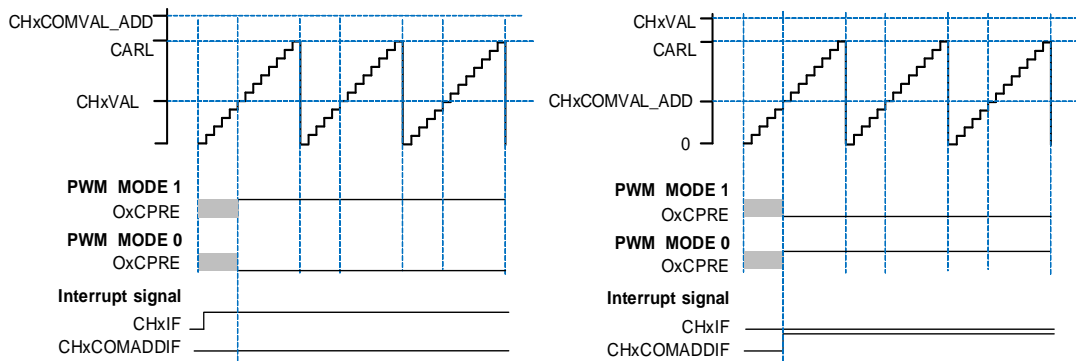 CHxCOMVAL_ADD
CARL
CHxVAL
0
PWM MODE 1
OxCPRE
PWM MODE 0
OxCPRE
Interrupt signal
CHxIF
CHxCOMADDIF
CHxVAL
CARL
CHxCOMVAL_ADD
0
PWM MODE 1
OxCPRE
PWM MODE 0
OxCPRE
Interrupt signal
CHxIF
CHxCOMADDIF